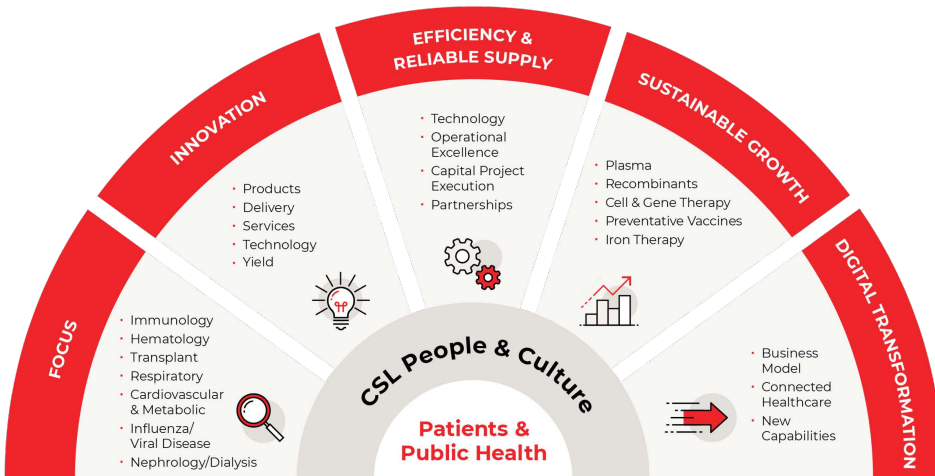 FOCUS
Immunology
Hematology
Transplant
Respiratory
Cardiovascular
& Metabolic
Influenza/
Viral Disease
Nephrology/Dialysis
INNOVATION
Products
Delivery
Services
Technology
Yield
EFFICIENCY &
RELIABLE SUPPLY
Technology
Operational
Excellence
Capital Project
Execution
Partnerships
SUSTAINABLE GROWTH
Plasma
Recombinants
Cell & Gene Therapy
Preventative Vaccines
Iron Therapy
DIGITAL TRANSFORMATION
Business
Model
Connected
Healthcare
New
Capabilities
CSL People & Culture
Patients &
Public Health